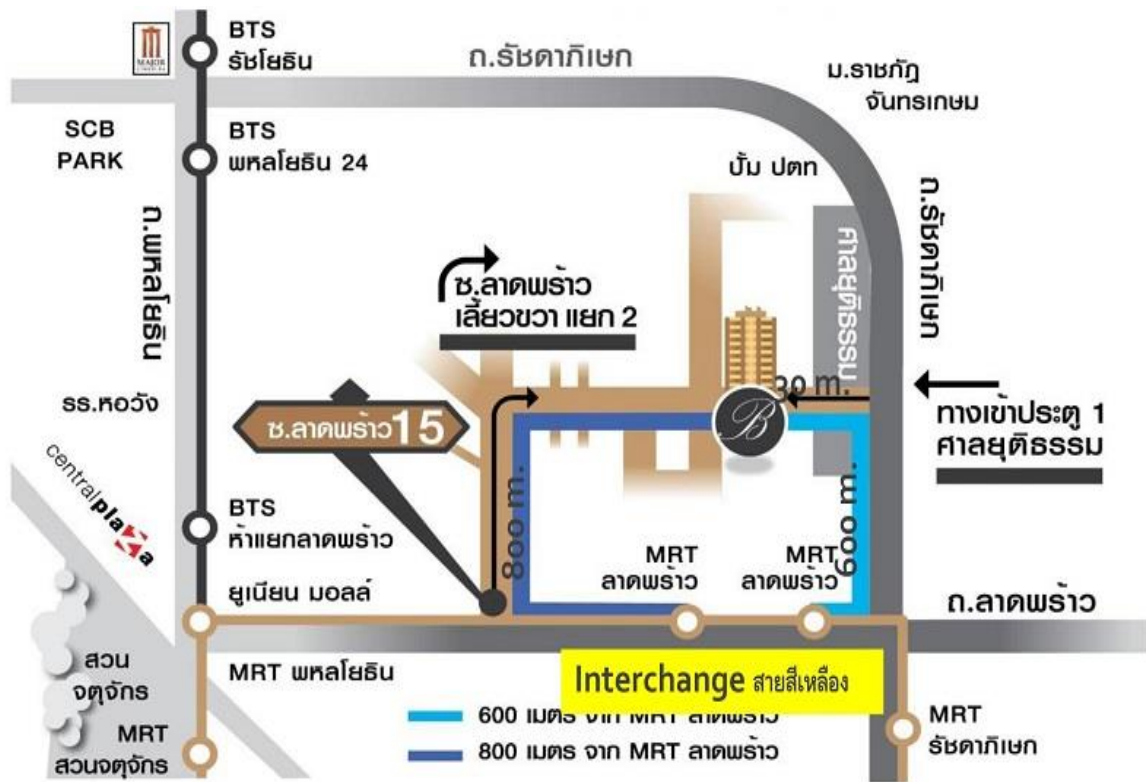 BTS
รัชโยธิน
MAJOR
ถ.รัชดาภิเษก
ม.ราชภัฏ
จันทรเกษม
SCB
PARK
BTS
พหลโยธิน 24
ปั้ม ปตท
ถ.พหลโยธิน
ถ.รัชดาภิเษก
ศาลยุติธรรม
ซ.ลาดพร้าว
เลี้ยวขวา แยก 2
30 m.
ธร.หอวัง
ซ.ลาดพร้าว15
B
ทางเข้าประตู 1
ศาลยุติธรรม
centralplaza
BTS
ห้าแยกลาดพร้าว
800 m.
600 m.
MRT
ลาดพร้าว
MRT
ลาดพร้าว
ยูเนียน มอลล์
ถ.ลาดพร้าว
สวน
จตุจักร
MRT พหลโยธิน
Interchange สายสีเหลือง
600 เมตร จาก MRT ลาดพร้าว
800 เมตร จาก MRT ลาดพร้าว
MRT
รัชดาภิเษก
MRT
สวนจตุจักร